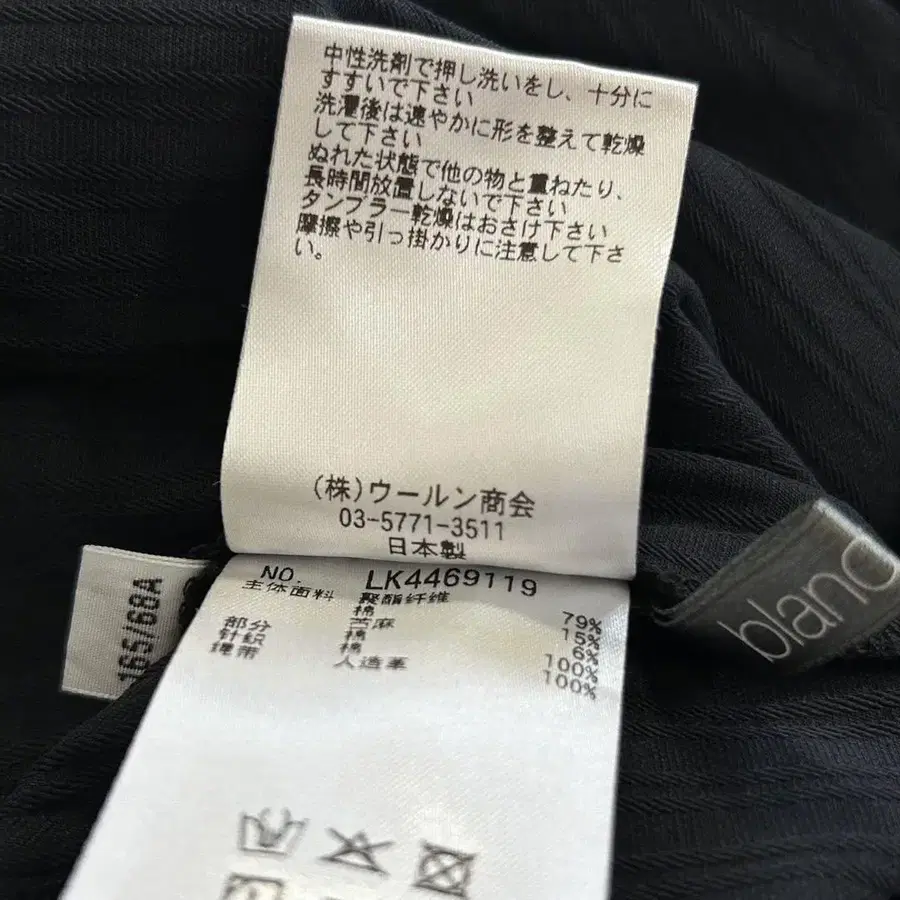 中性洗剤で押し洗いをし、十分に
すすいで下さい
洗濯後は速やかに形を整えて乾燥
して下さい
ぬれた状態で他の物と重ねたり、
長時間放置しないで下さい
タンブラー乾燥はおさけ下さい
摩擦や引っ掛かりに注意して下さ
い。
(株)ウールン商会
03-5771-3511
日本製
NO. LK4469119
主体面料 聚酯纤维 79%
棉 15%
苎麻 6%
部分 棉 100%
针织 棉 100%
绳带 人造革
165/68A
bland